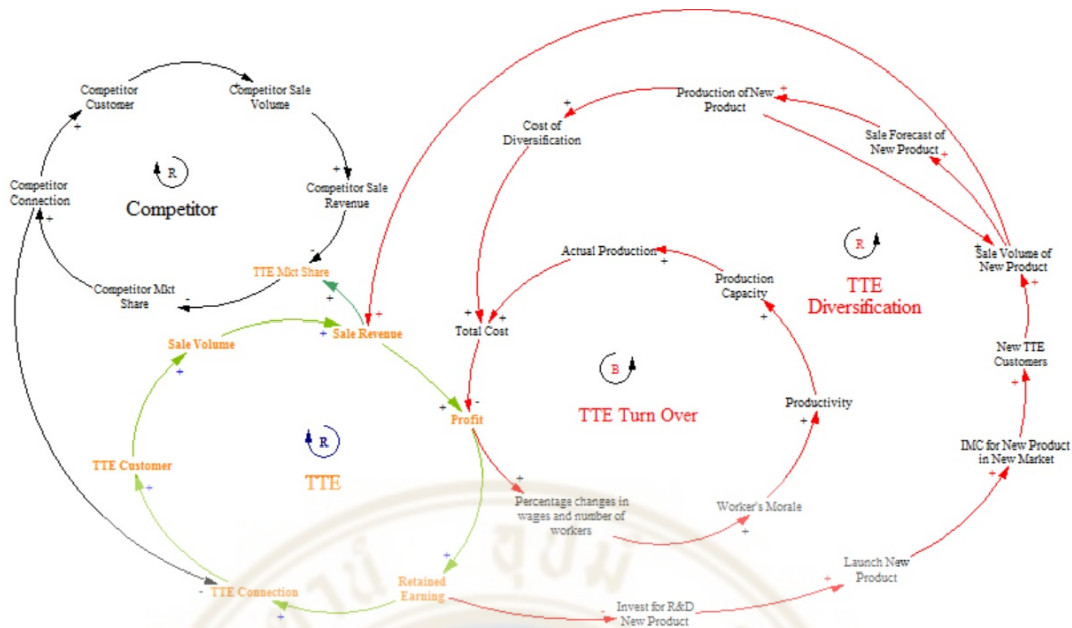 Competitor
Customer
Competitor Sale
Volume
Competitor Sale
Revenue
Competitor
Connection
Competitor Mkt
Share
R
Competitor
TTE Mkt Share
Sale Revenue
Sale Volume
TTE Customer
TTE Connection
Retained
Earning
Profit
R
TTE
Total Cost
Cost of
Diversification
Production of New
Product
Sale Forecast of
New Product
Sale Volume of
New Product
R
TTE
Diversification
Actual Production
Production
Capacity
Productivity
Worker's Morale
Percentage changes in
wages and number of
workers
B
TTE Turn Over
New TTE
Customers
IMC for New Product
in New Market
Launch New
Product
Invest for R&D
New Product